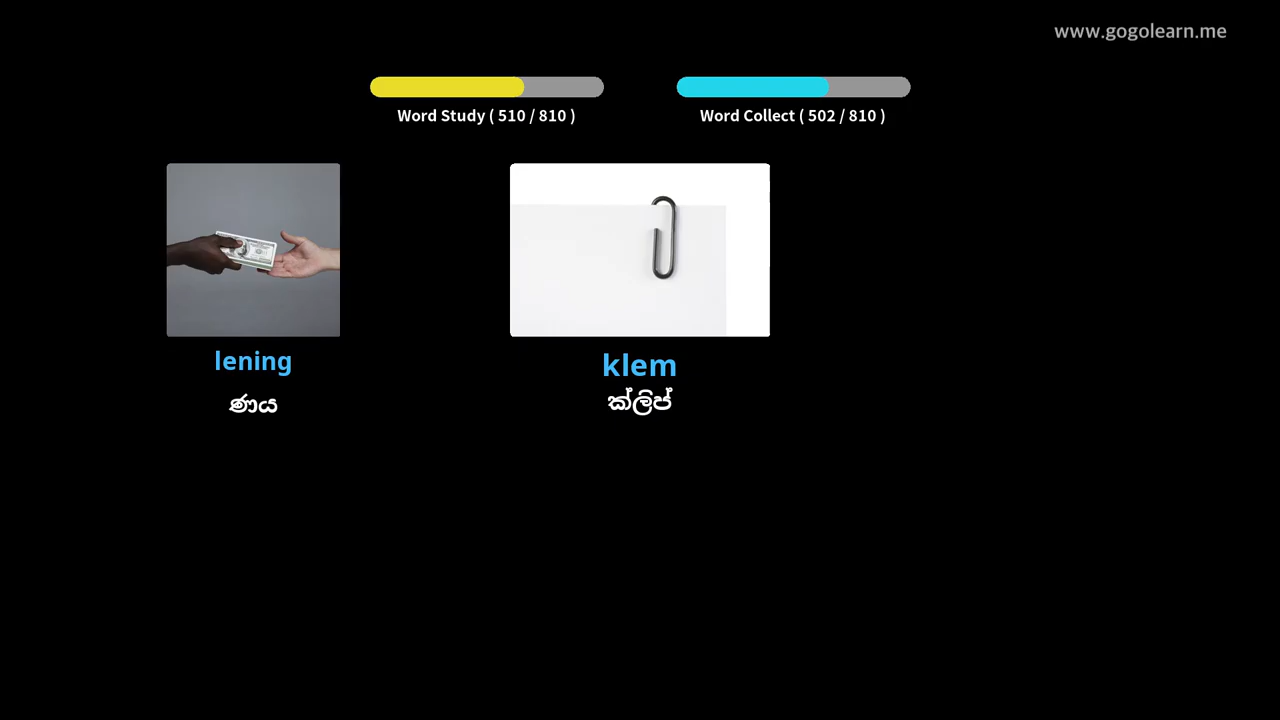 www.gogolearn.me
Word Study ( 510 / 810 )
Word Collect ( 502 / 810 )
lening
ණය
klem
ක්ලිප්